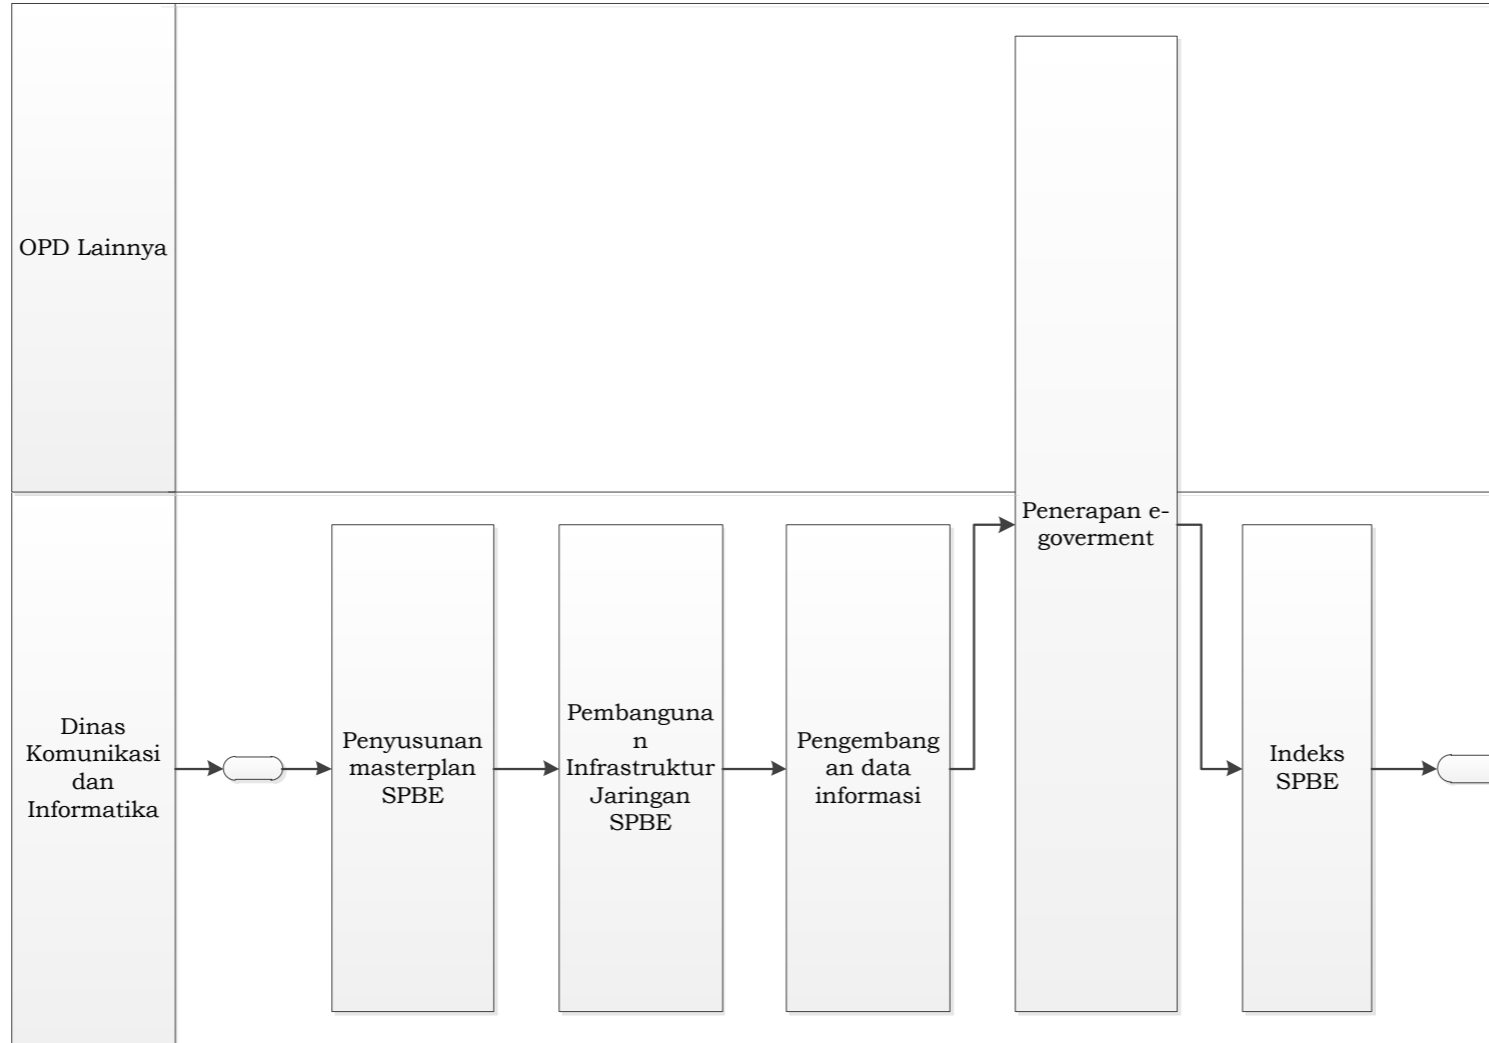 OPD Lainnya
Dinas
Komunikasi
dan
Informatika
Penyusunan
masterplan
SPBE
Pembanguna
n
Infrastruktur
Jaringan
SPBE
Pengembang
an data
informasi
Penerapan e-
goverment
Indeks
SPBE